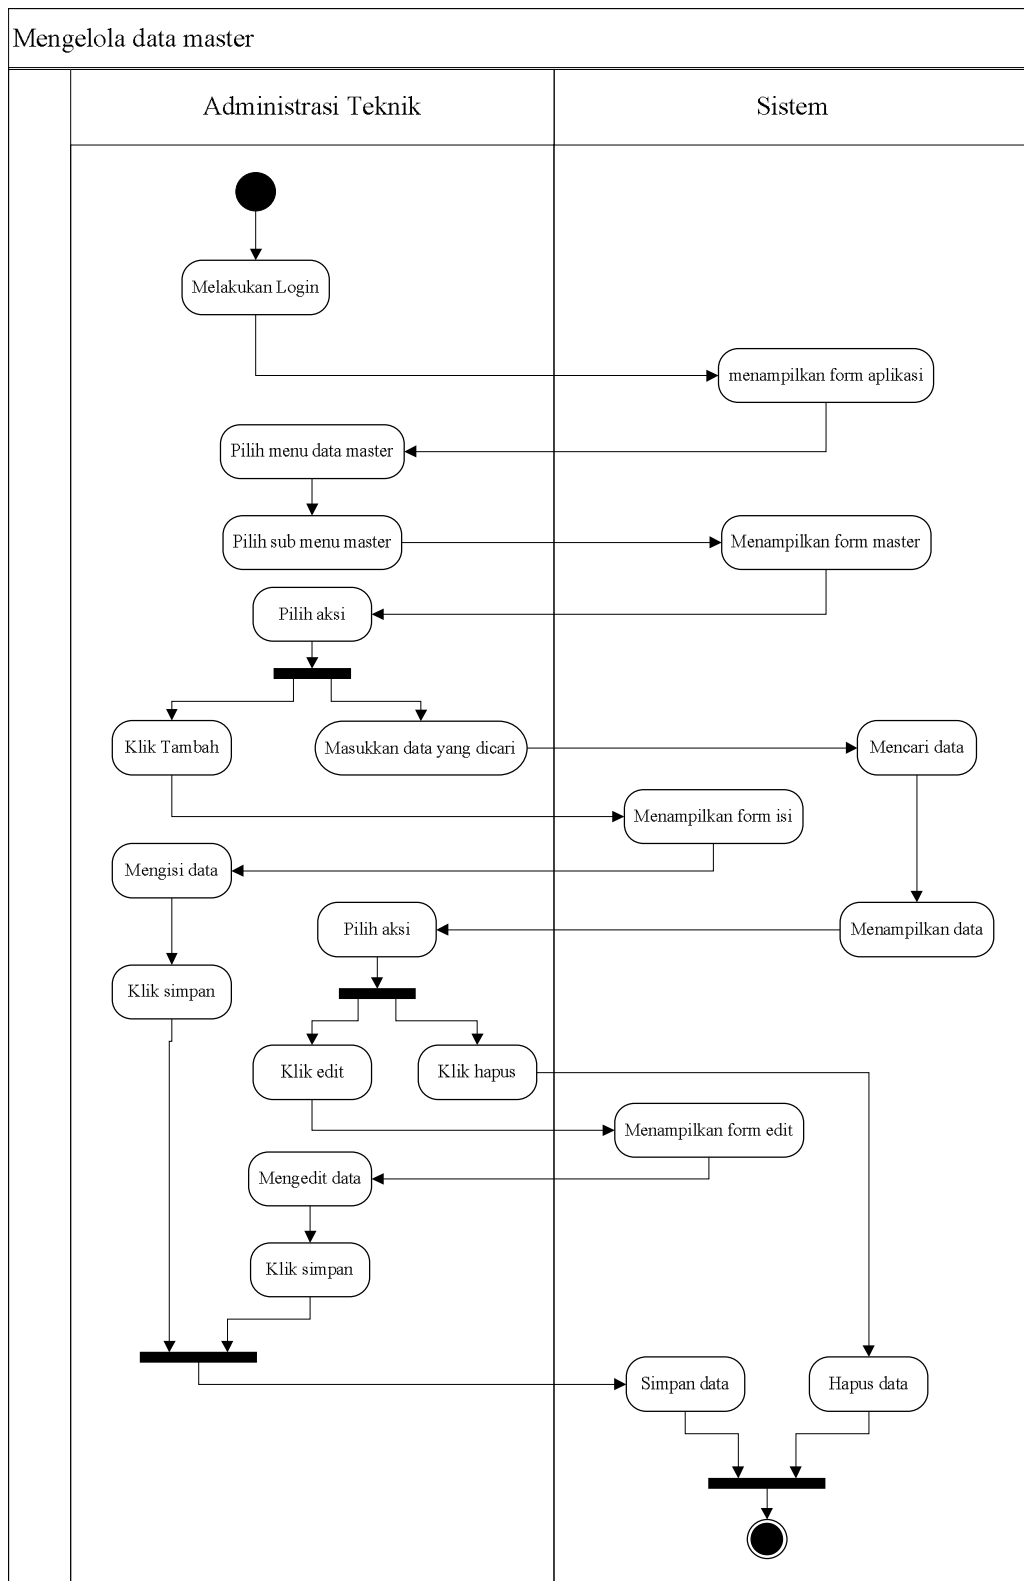 Mengelola data master
Administrasi Teknik
Sistem
Melakukan Login
menampilkan form aplikasi
Pilih menu data master
Pilih sub menu master
Menampilkan form master
Pilih aksi
Klik Tambah
Masukkan data yang dicari
Mencari data
Menampilkan form isi
Mengisi data
Pilih aksi
Menampilkan data
Klik simpan
Klik edit
Klik hapus
Menampilkan form edit
Mengedit data
Klik simpan
Simpan data
Hapus data